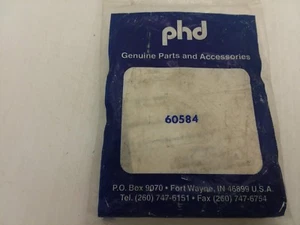 phd
Genuine Parts and Accessories
60584
P.O. Box 9070 • Fort Wayne, IN 46899 U.S.A.
Tel. (260) 747-6151 • Fax (260) 747-6754